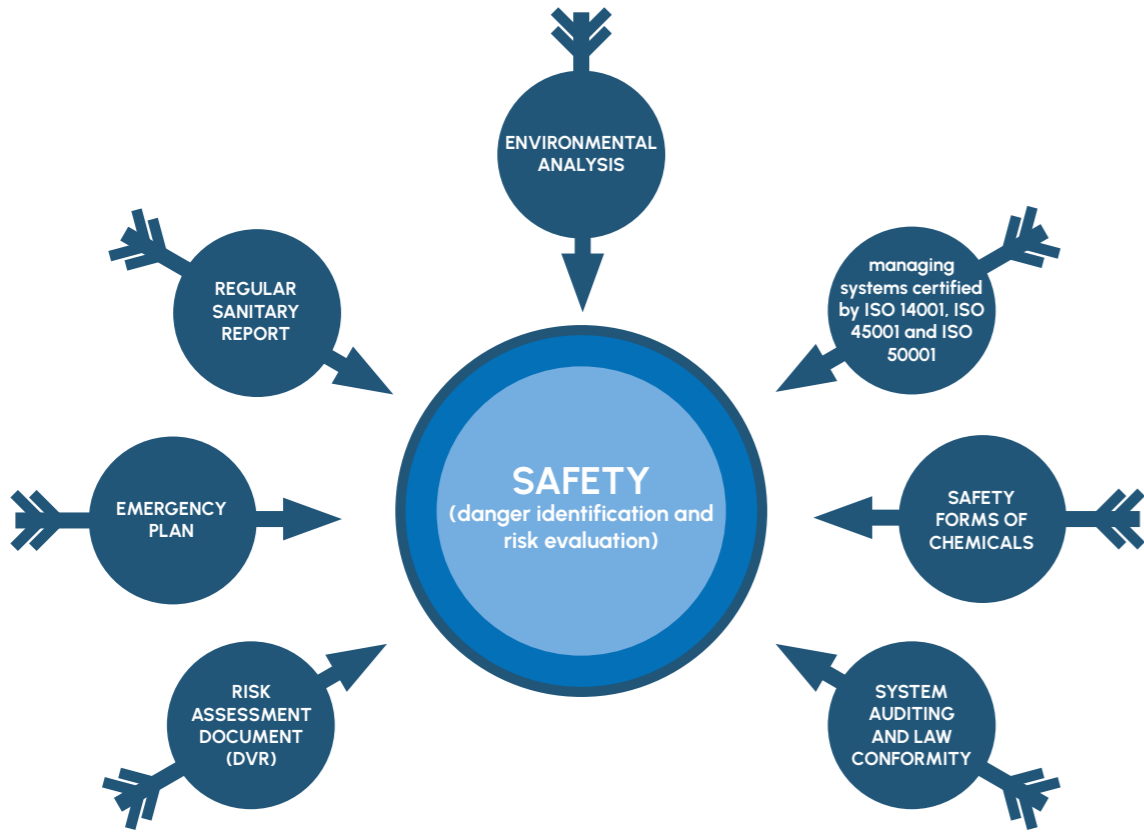 ENVIRONMENTAL
ANALYSIS
REGULAR
SANITARY
REPORT
managing
systems certified
by ISO 14001, ISO
45001 and ISO
50001
SAFETY
(danger identification and
risk evaluation)
EMERGENCY
PLAN
SAFETY
FORMS OF
CHEMICALS
RISK
ASSESSMENT
DOCUMENT
(DVR)
SYSTEM
AUDITING
AND LAW
CONFORMITY